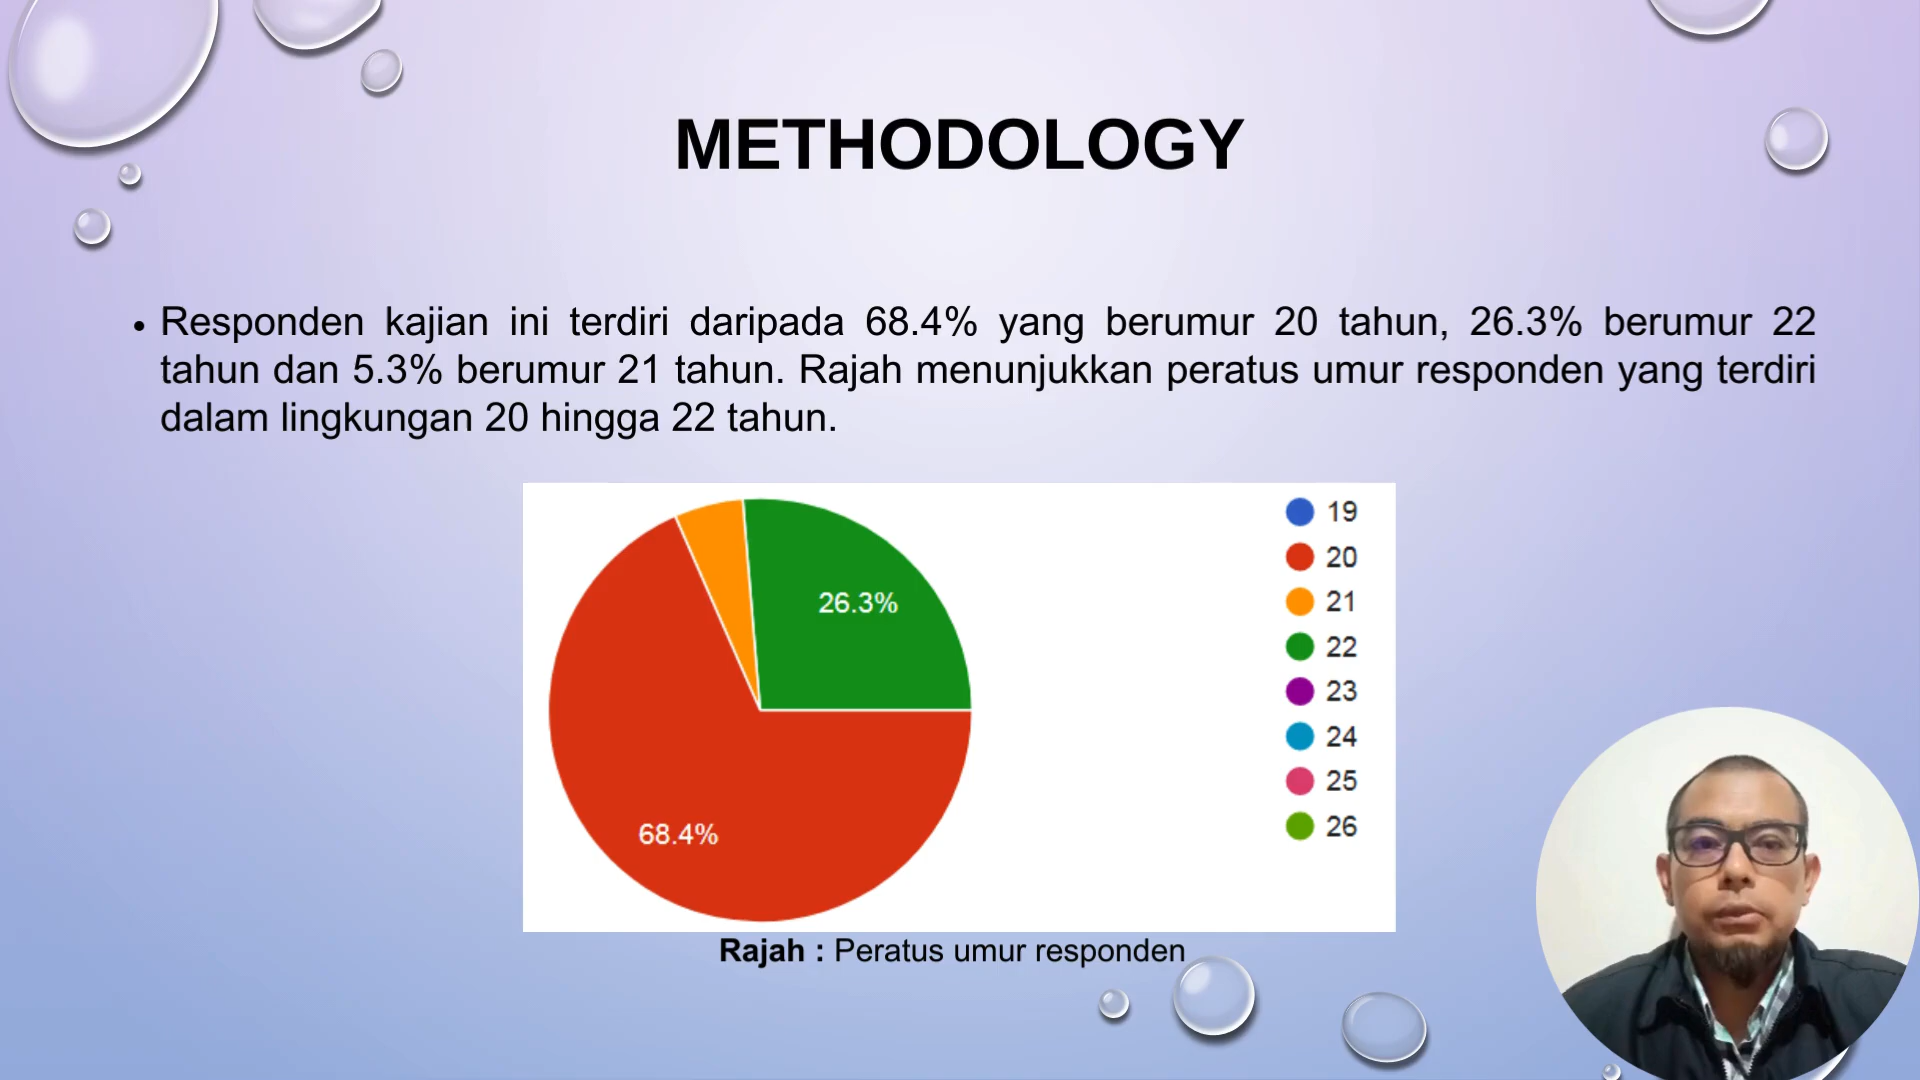 METHODOLOGY
• Responden kajian ini terdiri daripada 68.4% yang berumur 20 tahun, 26.3% berumur 22
tahun dan 5.3% berumur 21 tahun. Rajah menunjukkan peratus umur responden yang terdiri
dalam lingkungan 20 hingga 22 tahun.
26.3%
68.4%
19
20
21
22
23
24
25
26
Rajah : Peratus umur responden